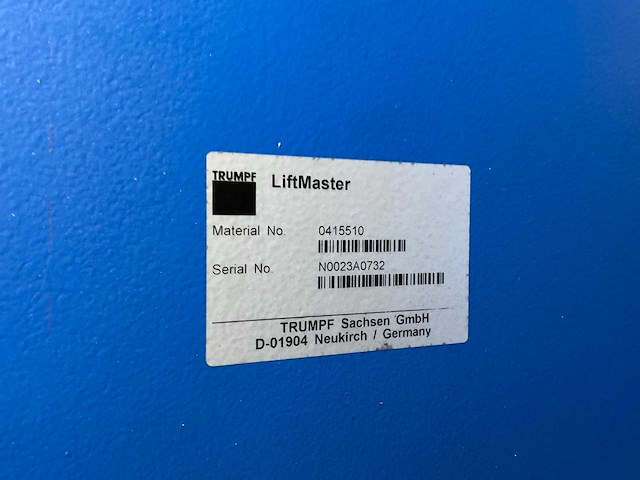 TRUMPF
LiftMaster
Material No. 0415510
Serial No. N0023A0732
TRUMPF Sachsen GmbH
D-01904 Neukirch / Germany